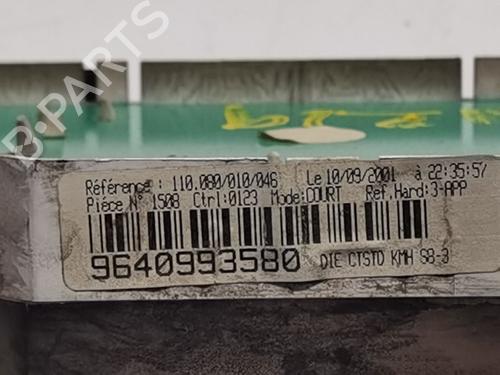 Référence : 110.080/010/046 Le 10/09/2001 à 22:35:57
Pièce N° 1508 Ctrl:0123 Mode:COURT Ref.Hard:3-APP
9640993580 DIE CTSTD KMH S8-3
B-PARTS